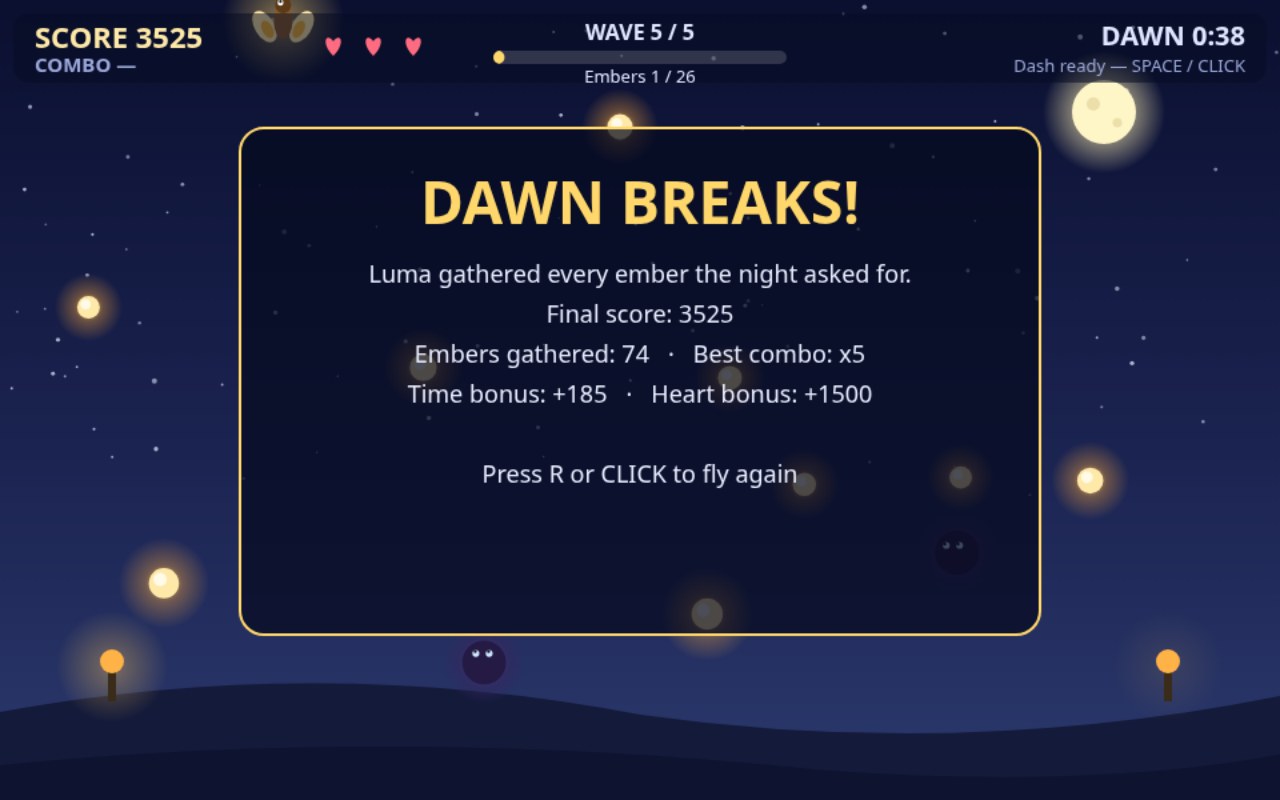 SCORE 3525
COMBO —
WAVE 5 / 5
Embers 1 / 26
DAWN 0:38
Dash ready — SPACE / CLICK
DAWN BREAKS!
Luma gathered every ember the night asked for.
Final score: 3525
Embers gathered: 74 · Best combo: x5
Time bonus: +185 · Heart bonus: +1500
Press R or CLICK to fly again